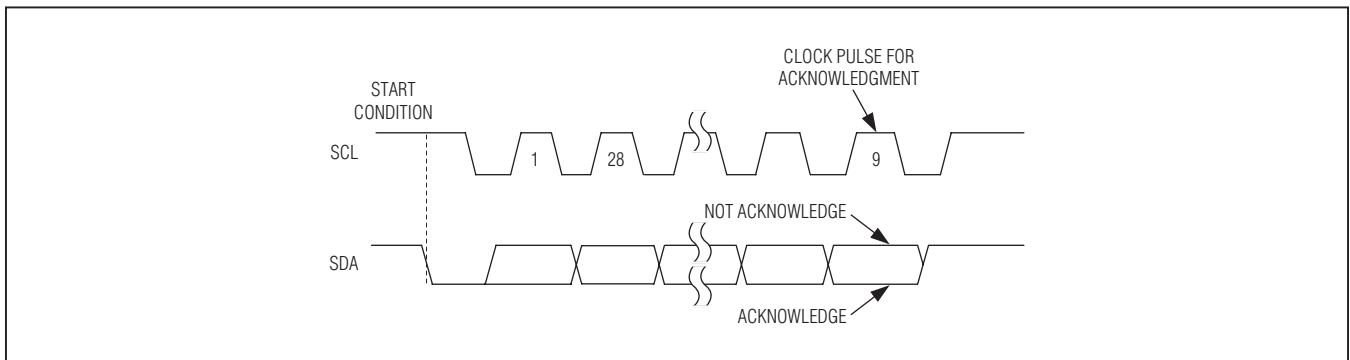 CLOCK PULSE FOR
ACKNOWLEDGMENT
START
CONDITION
SCL
1
28
9
NOT ACKNOWLEDGE
SDA
ACKNOWLEDGE